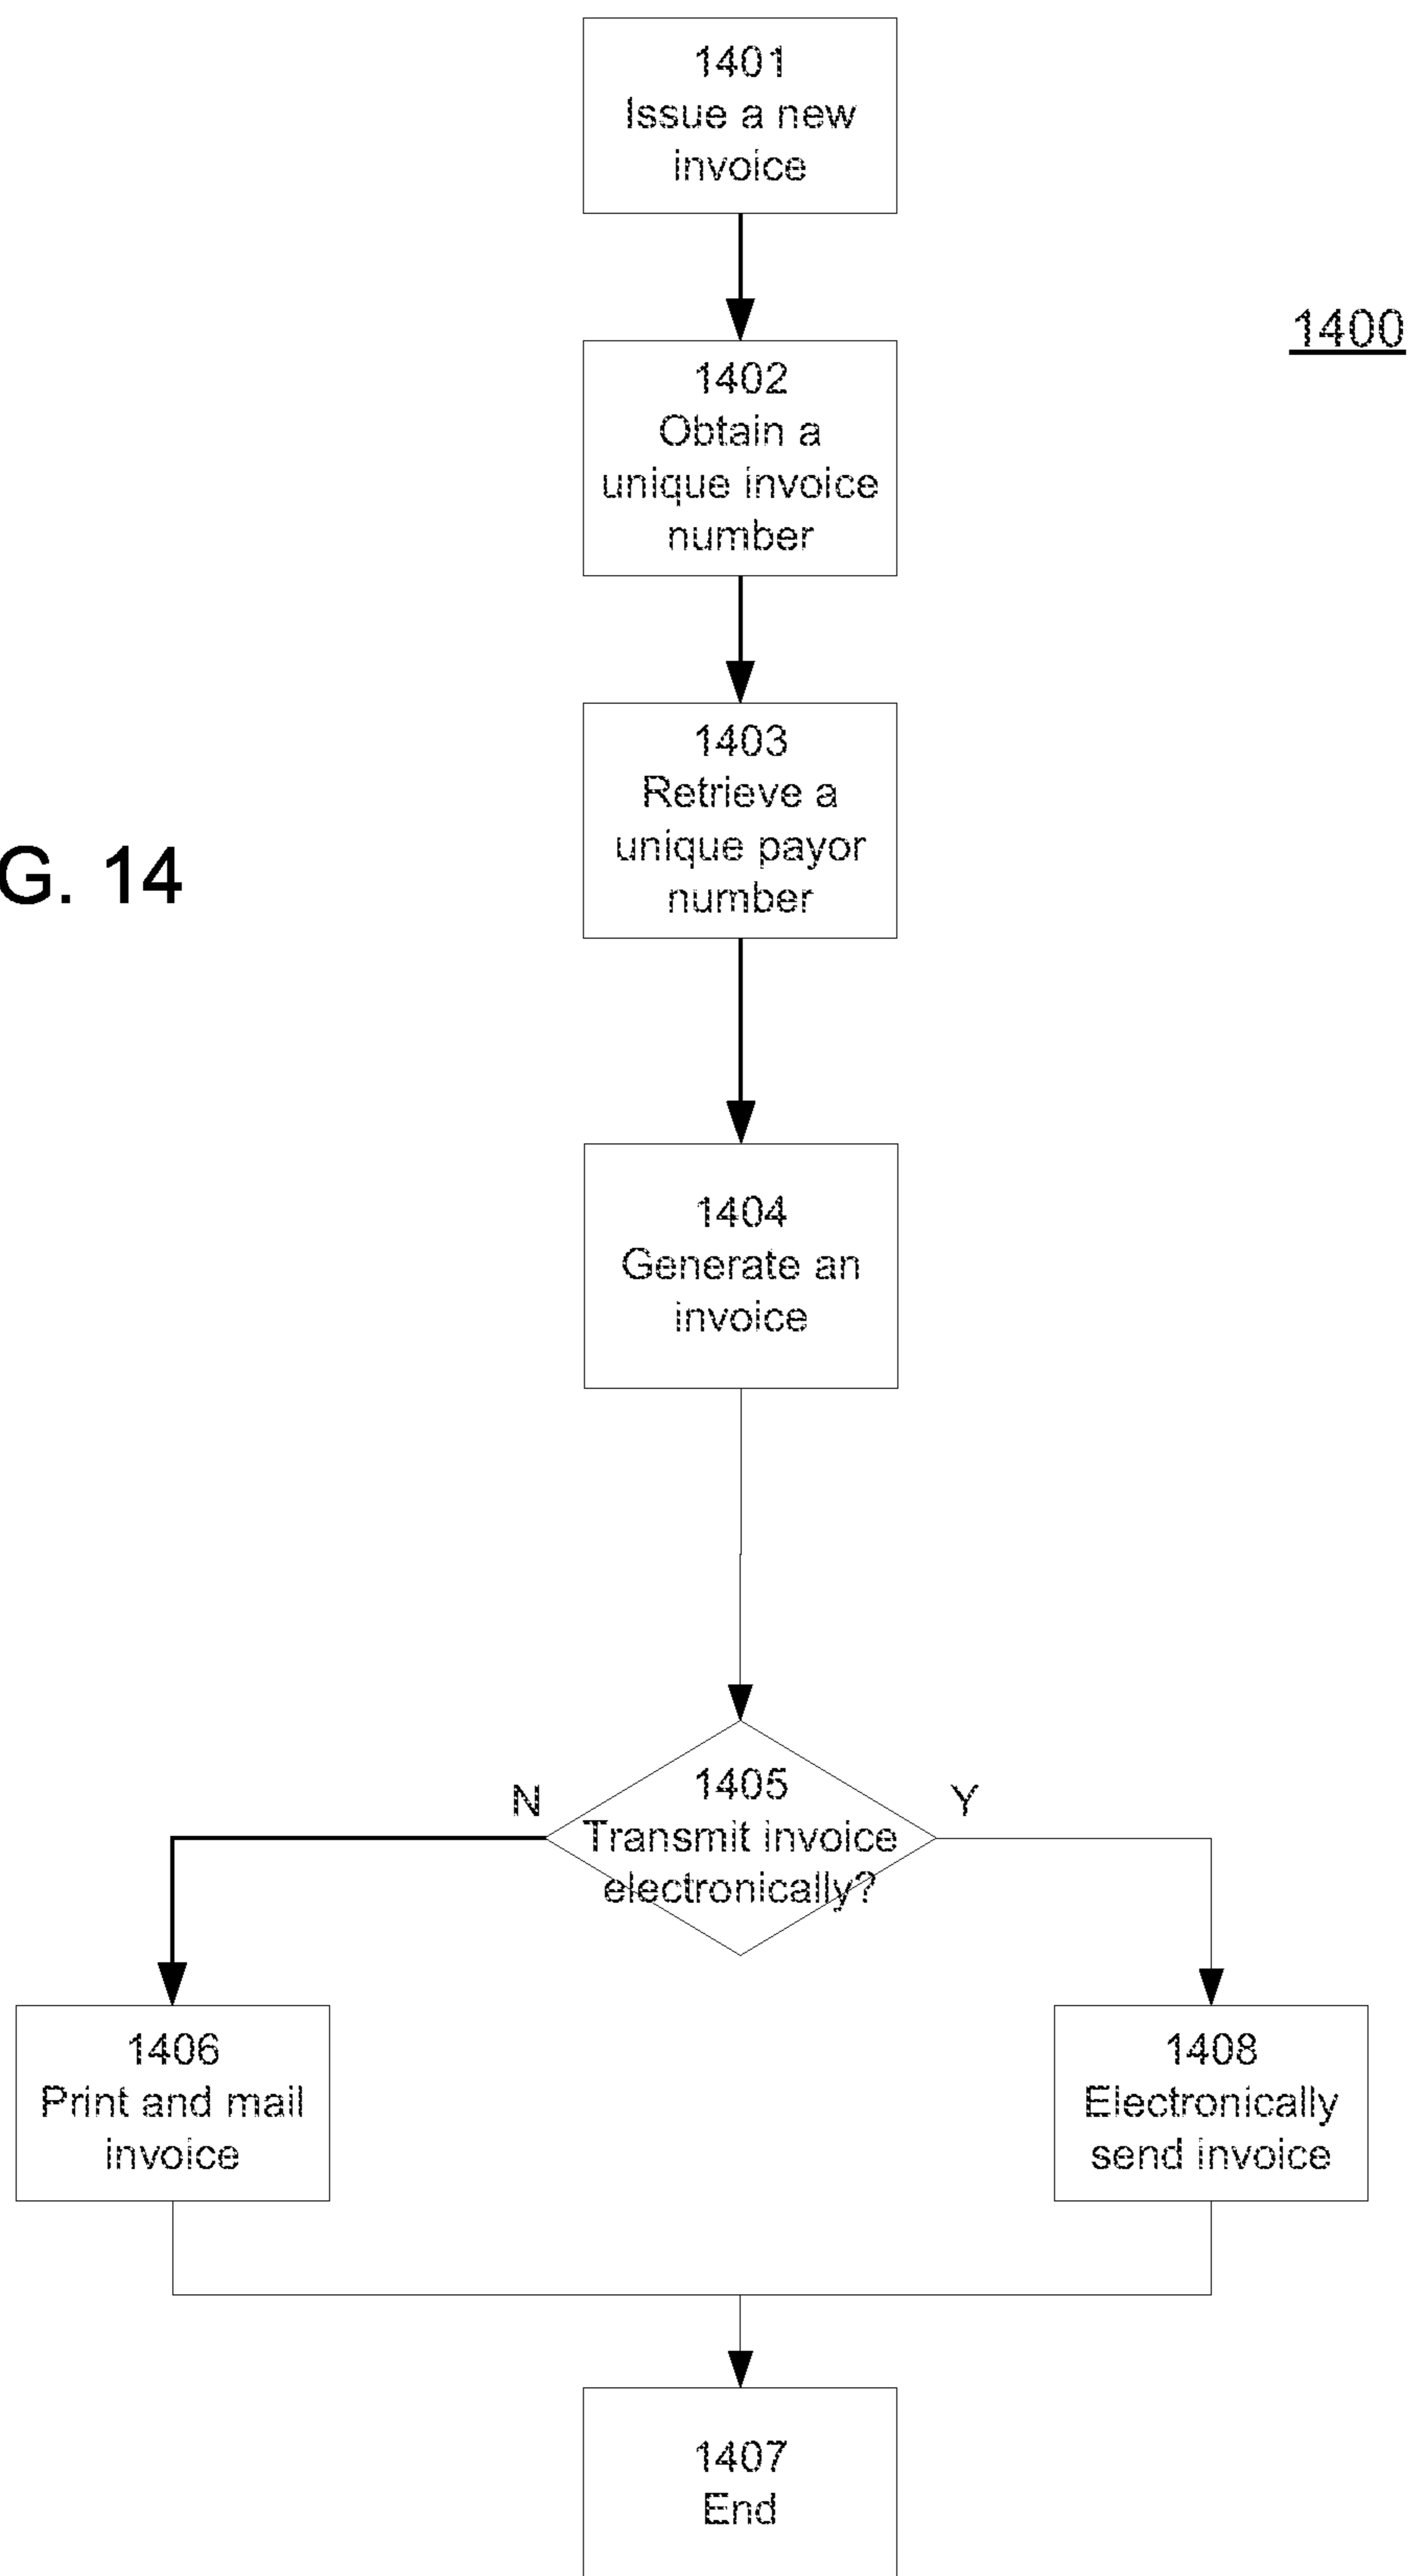 1401
Issue a new
invoice
1400
1402
Obtain a
unique invoice
number
1403
Retrieve a
unique payor
number
G. 14
1404
Generate an
invoice
N
1405
Y
Transmit invoice
electronically?
1406
Print and mail
invoice
1408
Electronically
send invoice
1407
End